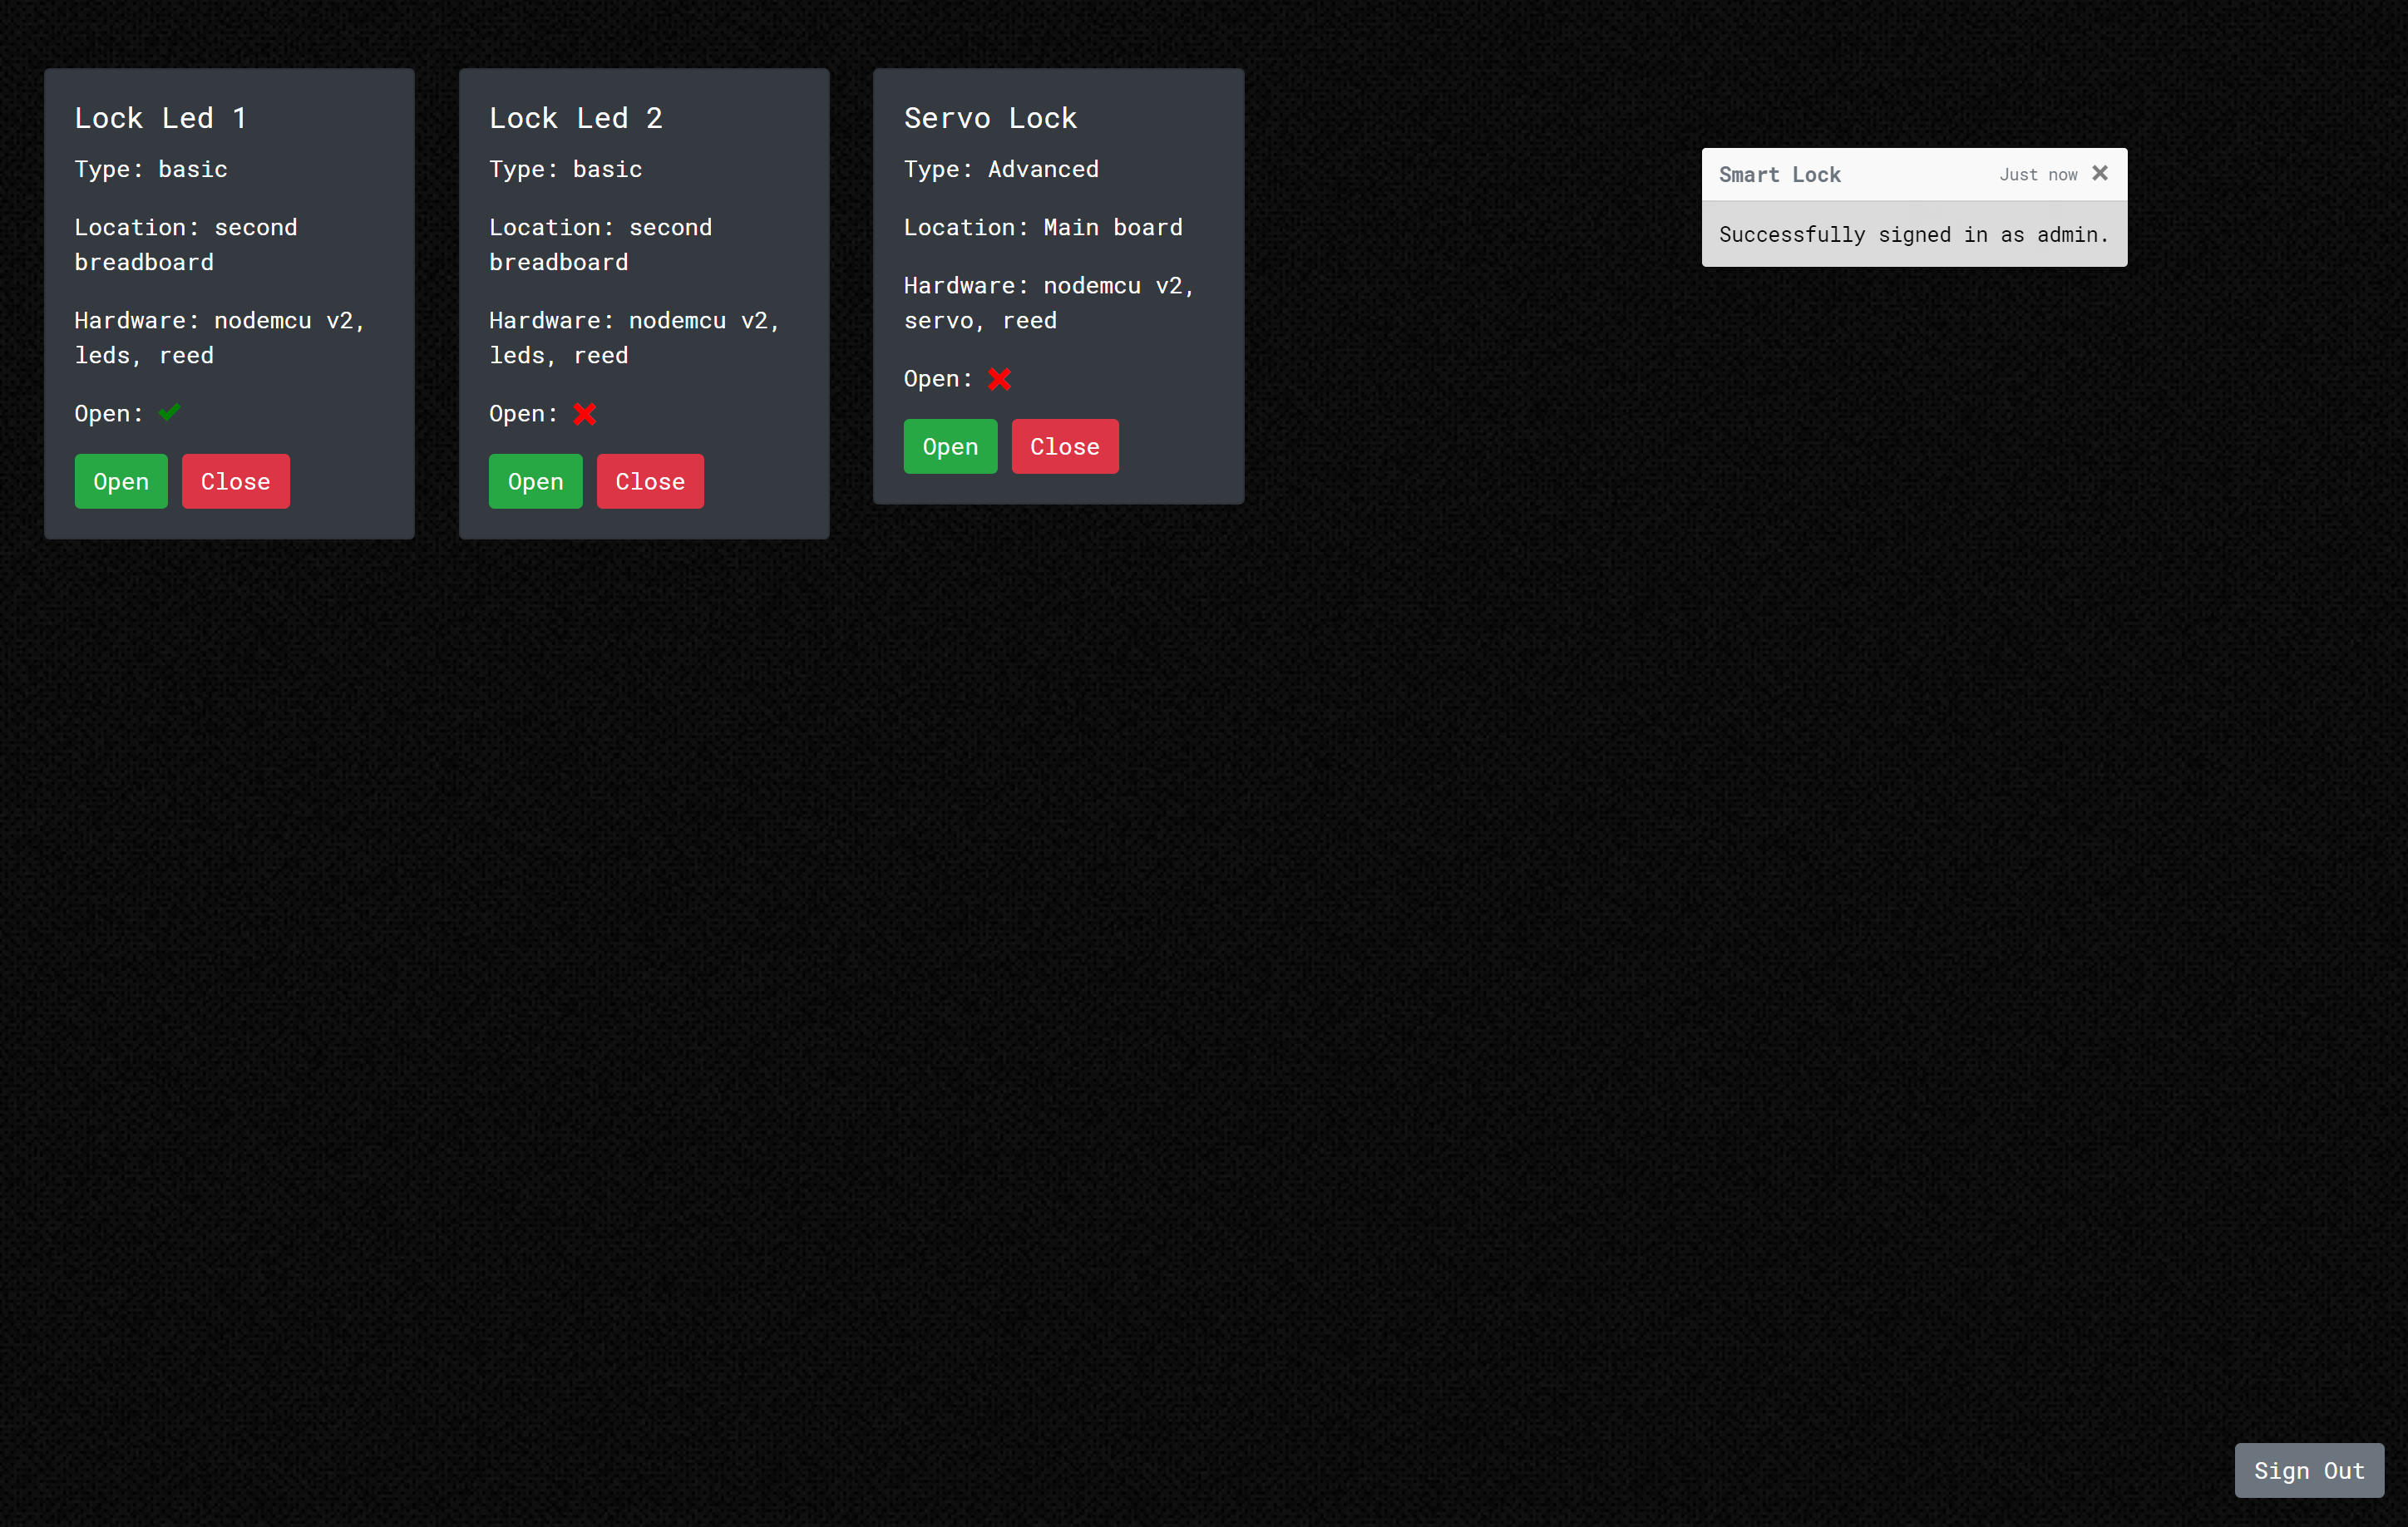 Lock Led 1
Type: basic
Location: second
breadboard
Hardware: nodemcu v2,
leds, reed
Open:
Open
Close
Lock Led 2
Type: basic
Location: second
breadboard
Hardware: nodemcu v2,
leds, reed
Open:
Open
Close
Servo Lock
Type: Advanced
Location: Main board
Hardware: nodemcu v2,
servo, reed
Open:
Open
Close
Smart Lock
Just now
Successfully signed in as admin.
Sign Out